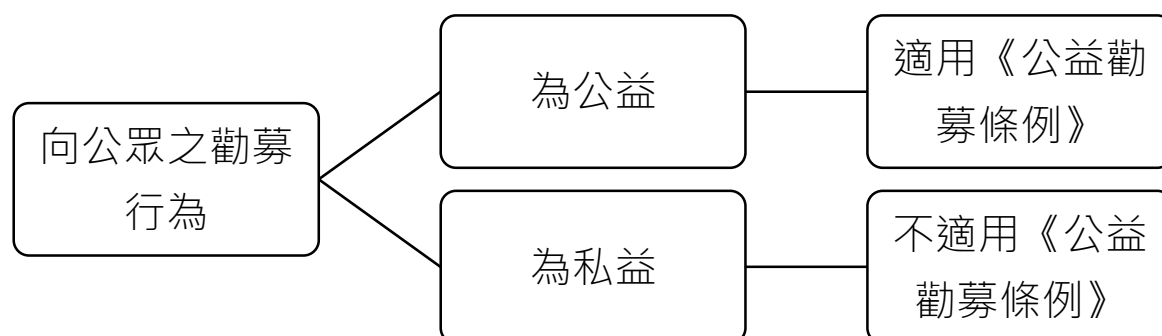 向公眾之勸募
行為
為公益
適用《公益勸
募條例》
為私益
不適用《公益
勸募條例》